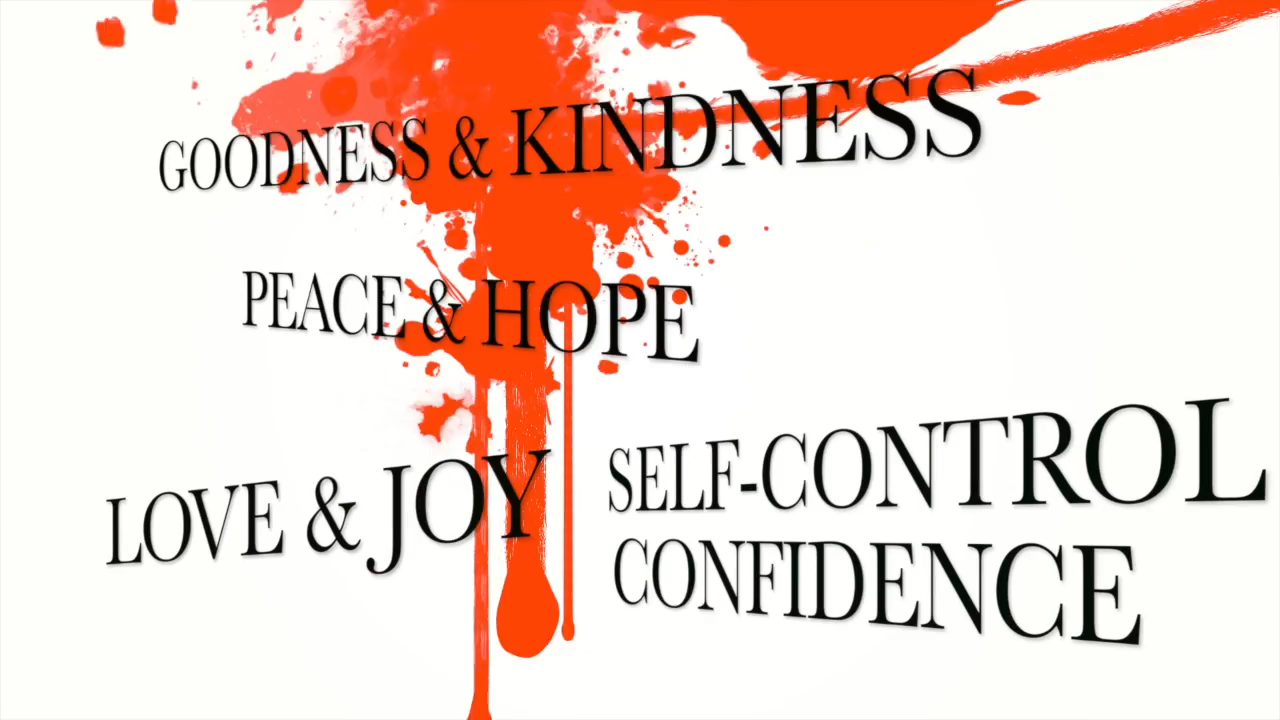 GOODNESS & KINDNESS
PEACE & HOPE
LOVE & JOY
SELF-CONTROL
CONFIDENCE